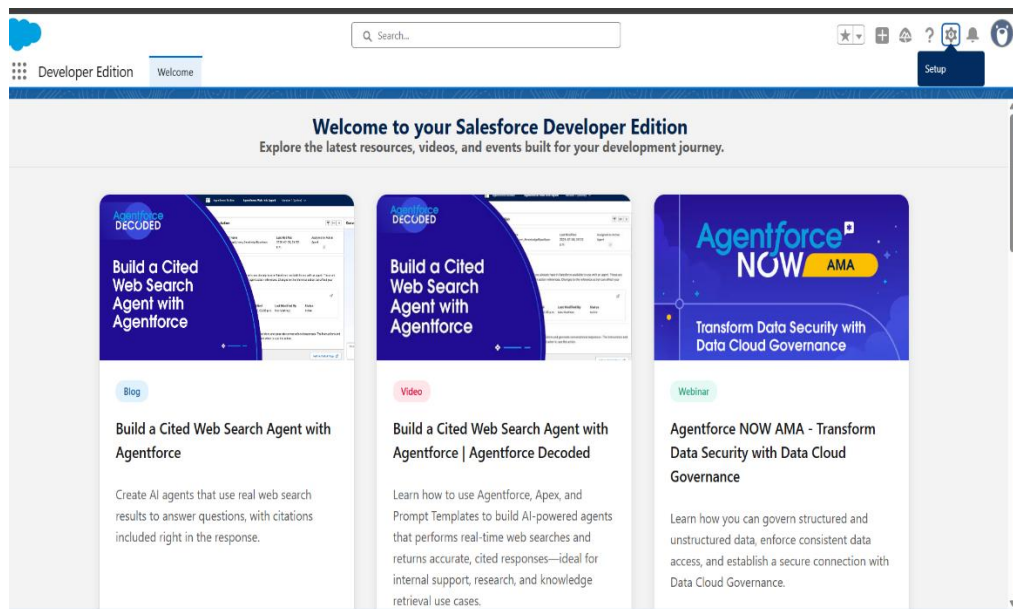 Search...
Developer Edition
Welcome
Setup
Welcome to your Salesforce Developer Edition
Explore the latest resources, videos, and events built for your development journey.
Agentforce
DECODED
Build a Cited
Web Search
Agent with
Agentforce
Agentforce
DECODED
Build a Cited
Web Search
Agent with
Agentforce
Agentforce
NOW AMA
Transform Data Security with
Data Cloud Governance
Blog
Build a Cited Web Search Agent with
Agentforce
Create AI agents that use real web search
results to answer questions, with citations
included right in the response.
Video
Build a Cited Web Search Agent with
Agentforce | Agentforce Decoded
Learn how to use Agentforce, Apex, and
Prompt Templates to build AI-powered agents
that performs real-time web searches and
returns accurate, cited responses—ideal for
internal support, research, and knowledge
retrieval use cases.
Webinar
Agentforce NOW AMA - Transform
Data Security with Data Cloud
Governance
Learn how you can govern structured and
unstructured data, enforce consistent data
access, and establish a secure connection with
Data Cloud Governance.